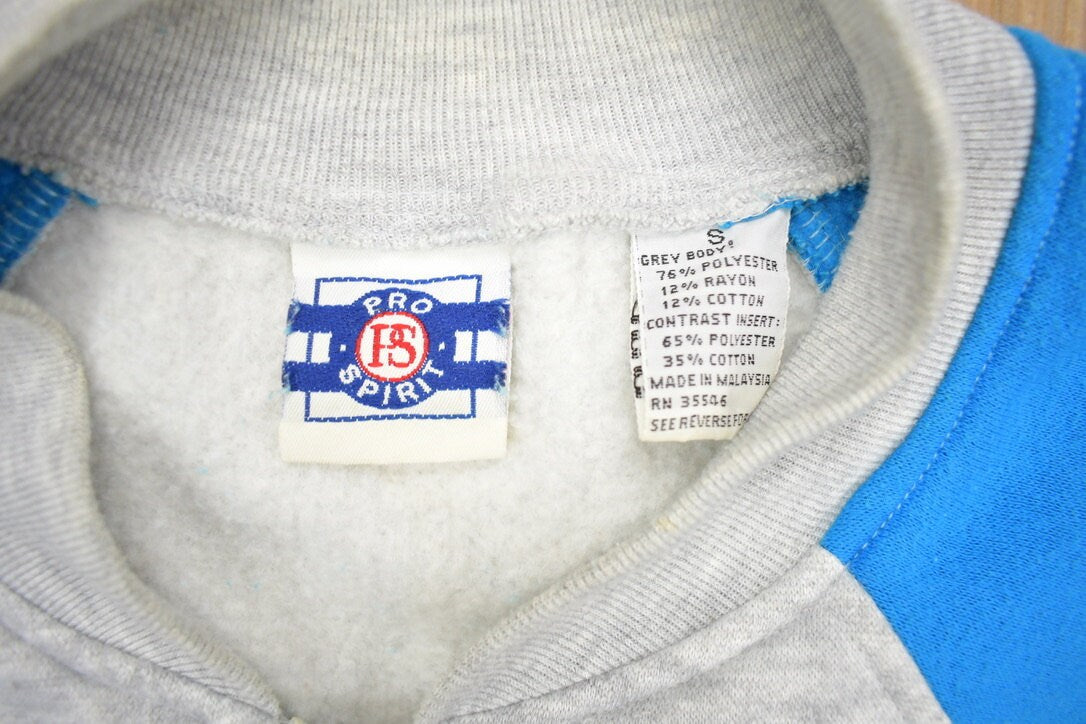 PRO
PS
SPIRIT
S
GREY BODY:
76% POLYESTER
12% RAYON
12% COTTON
CONTRAST INSERT:
65% POLYESTER
35% COTTON
MADE IN MALAYSIA
RN 35546
SEE REVERSE